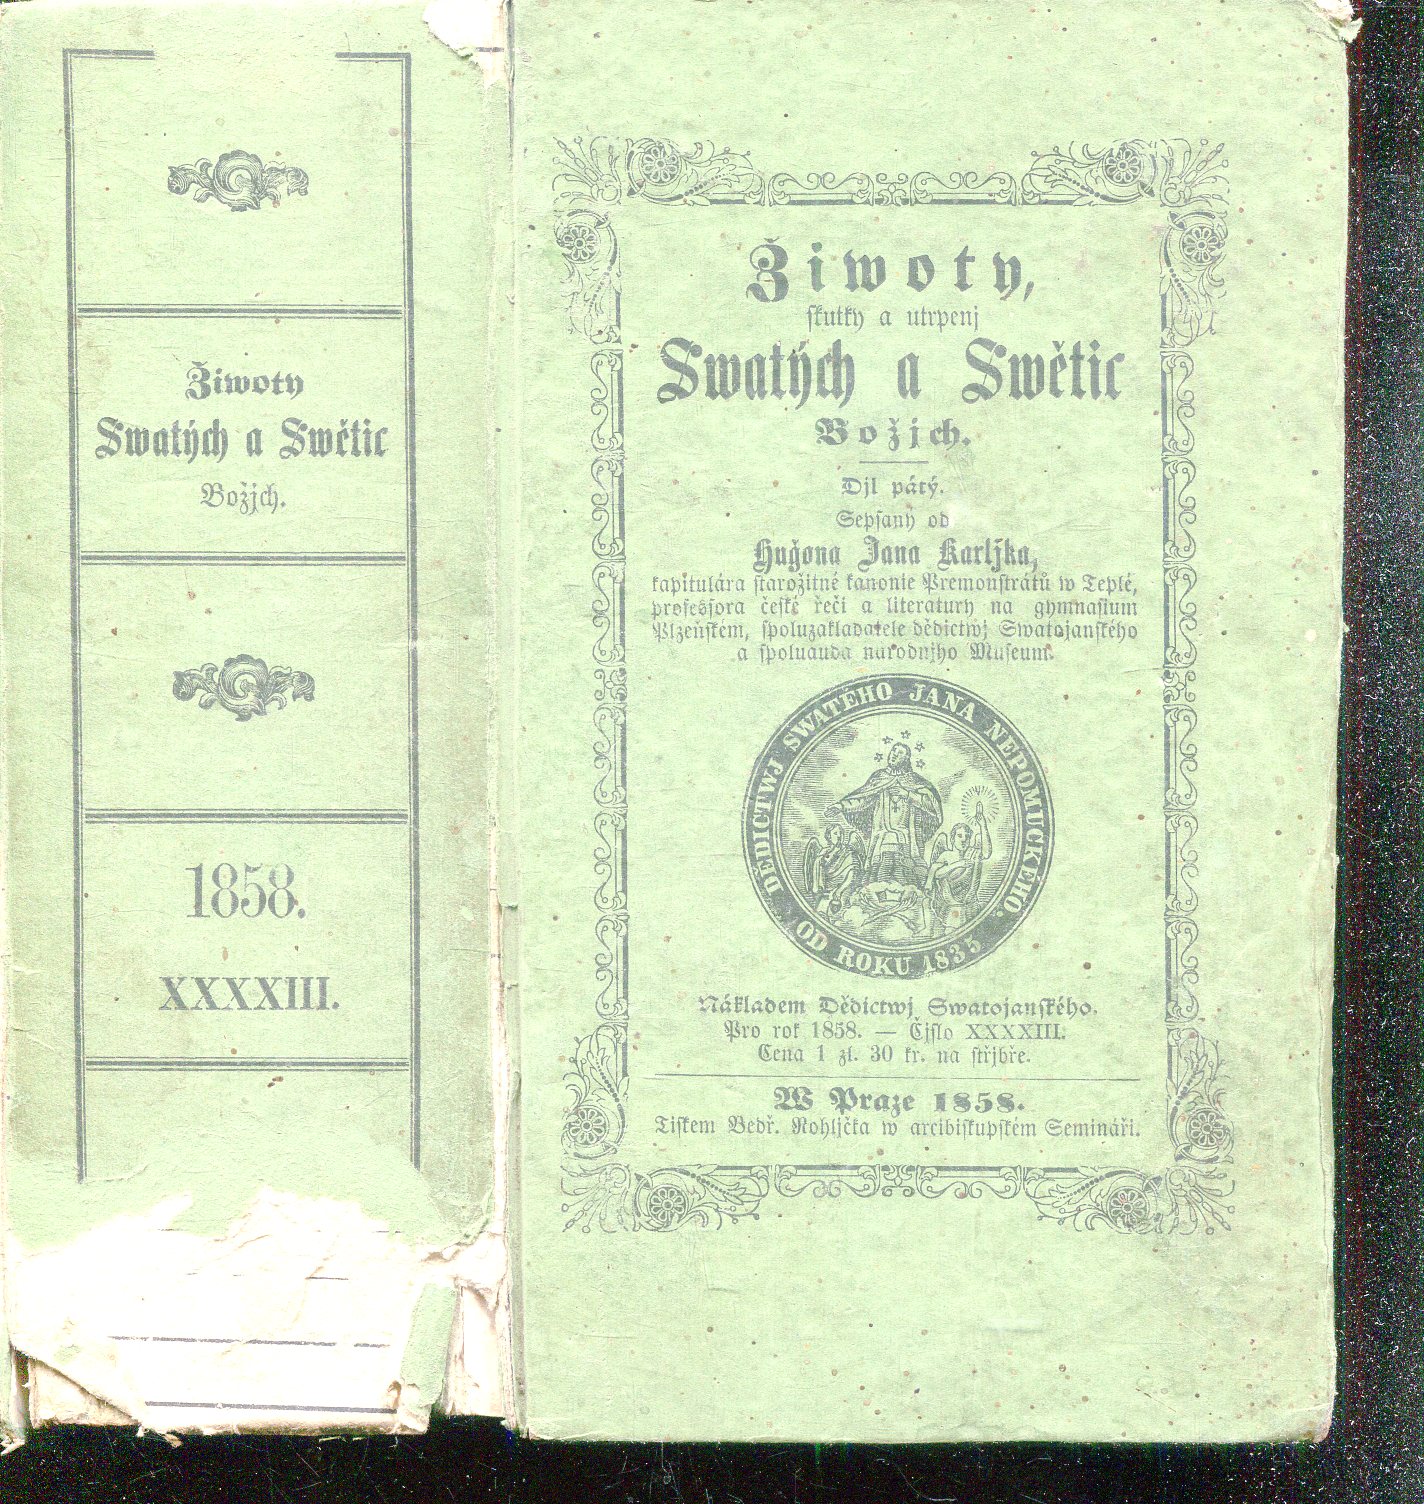 Žiwoty
Swatých a Swětic
Božjch.
1858.
XXXXIII.
Žiwoty,
skutky a utrpenj
Swatých a Swětic
Božjch.
Djl pátý.
Sepsaný od
Hugona Jana Karljka,
kapitulára starožitné kanonie Premonstrátů w Teplé,
professora české řeči a literatury na gymnasium
Plzeňském, spoluzakladatele dědictwj Swatojanského
a spoluauda narodnjho Museum.
DĚDICTWJ SWATÉHO JANA NEPOMUCKÉHO.
OD ROKU 1835
Nákladem Dědictwj Swatojanského.
Pro rok 1858. — Čjslo XXXXIII.
Cena 1 zl. 30 kr. na střjbře.
W Praze 1858.
Tiskem Bedř. Rohljčka w arcibiskupském Semináři.